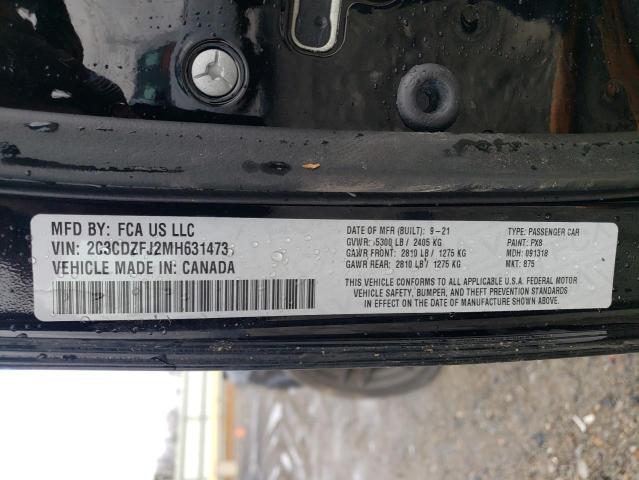 MFD BY: FCA US LLC
VIN: 2C3CDZFJ2MH631473
VEHICLE MADE IN: CANADA
DATE OF MFR (BUILT): 9-21
GVWR: 5300 LB/ 2405 KG
GAWR FRONT: 2810 LB/ 1275 KG
GAWR REAR: 2810 LB/ 1275 KG
TYPE: PASSENGER CAR
PAINT: PX8
MDH: 091318
MKT: 875
THIS VEHICLE CONFORMS TO ALL APPLICABLE U.S.A. FEDERAL MOTOR
VEHICLE SAFETY, BUMPER, AND THEFT PREVENTION STANDARDS
IN EFFECT ON THE DATE OF MANUFACTURE SHOWN ABOVE.